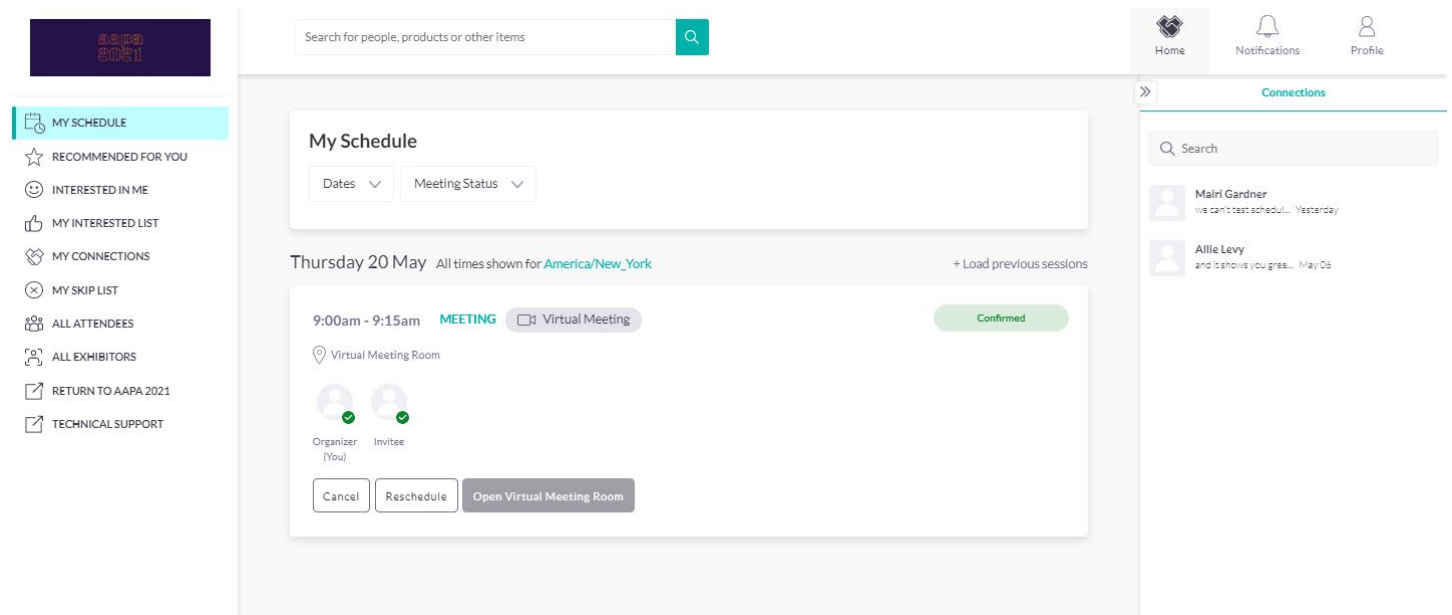 aapa
2021
Search for people, products or other items
Home
Notifications
Profile
MY SCHEDULE
RECOMMENDED FOR YOU
INTERESTED IN ME
MY INTERESTED LIST
MY CONNECTIONS
MY SKIP LIST
ALL ATTENDEES
ALL EXHIBITORS
RETURN TO AAPA 2021
TECHNICAL SUPPORT
My Schedule
Dates
Meeting Status
Thursday 20 May All times shown for America/New_York
+ Load previous sessions
9:00am - 9:15am MEETING Virtual Meeting
Confirmed
Virtual Meeting Room
Organizer
(You)
Invitee
Cancel
Reschedule
Open Virtual Meeting Room
Connections
Search
Mairi Gardner
we can't test schedul... Yesterday
Allie Levy
and it shows you gree... May 06